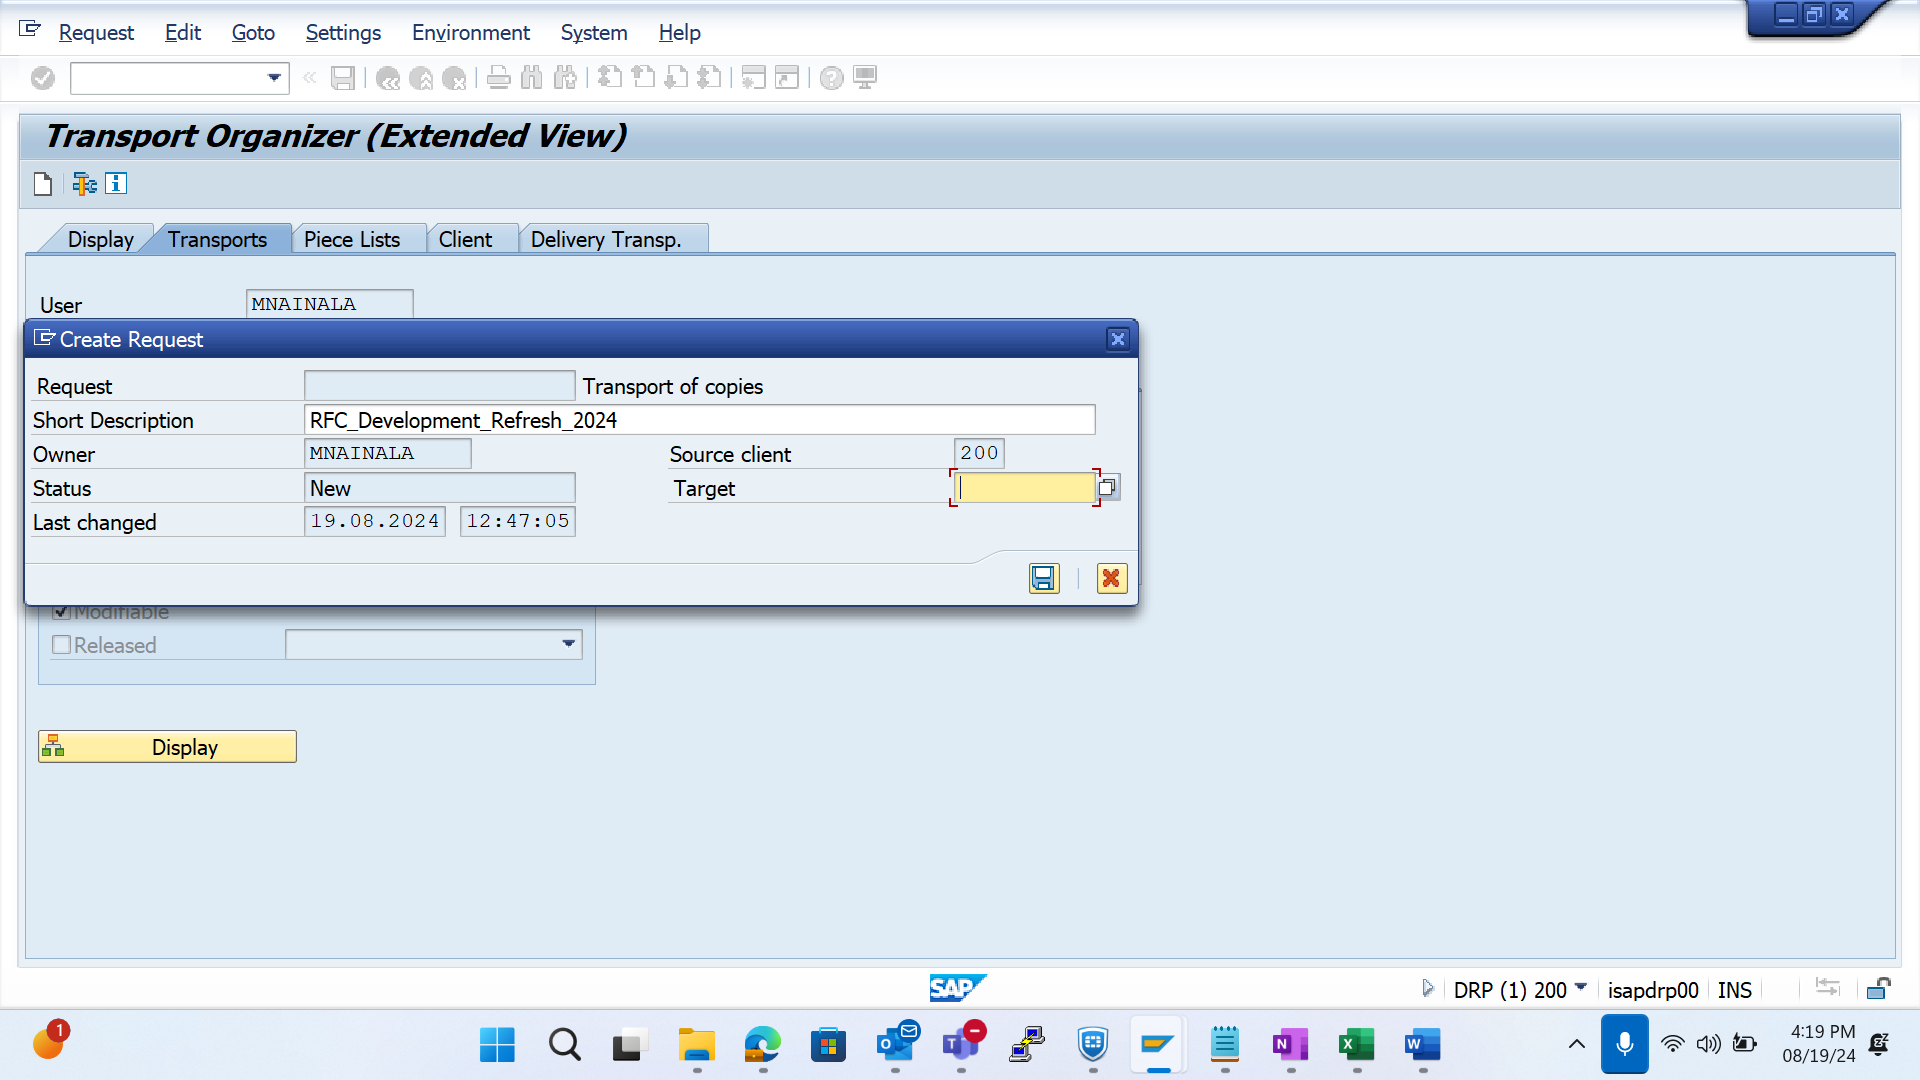 Request Edit Goto Settings Environment System Help
Transport Organizer (Extended View)
Display Transports Piece Lists Client Delivery Transp.
User MNAINALA
Create Request
Request Transport of copies
Short Description RFC_Development_Refresh_2024
Owner MNAINALA Source client 200
Status New Target
Last changed 19.08.2024 12:47:05
Modifiable
Released
Display
SAP DRP (1) 200 isapdrp00 INS
1
4:19 PM
08/19/24